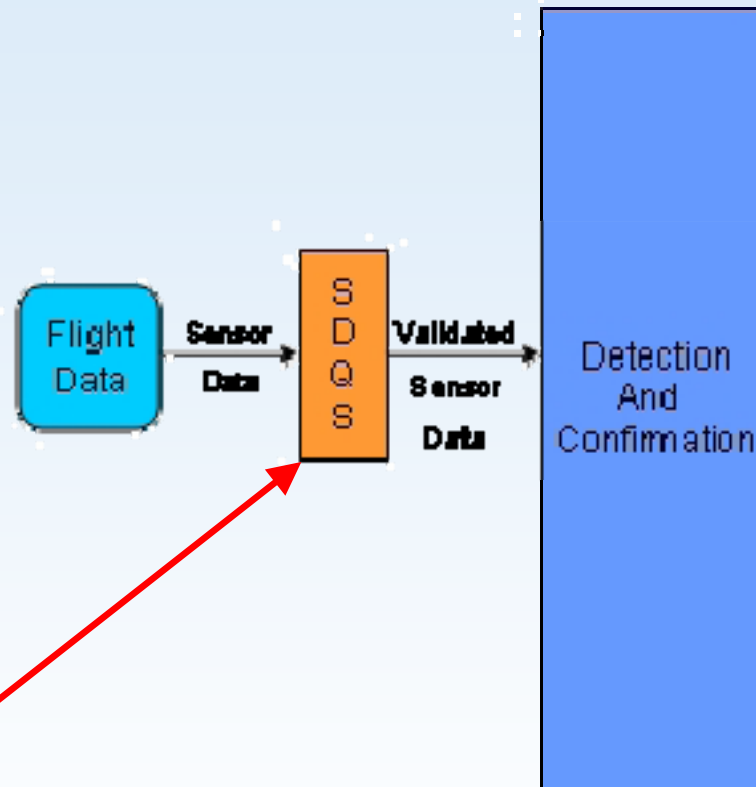 Flight
Data
Sensor
Data
S
D
Q
S
Validated
Sensor
Data
Detection
And
Confirmation